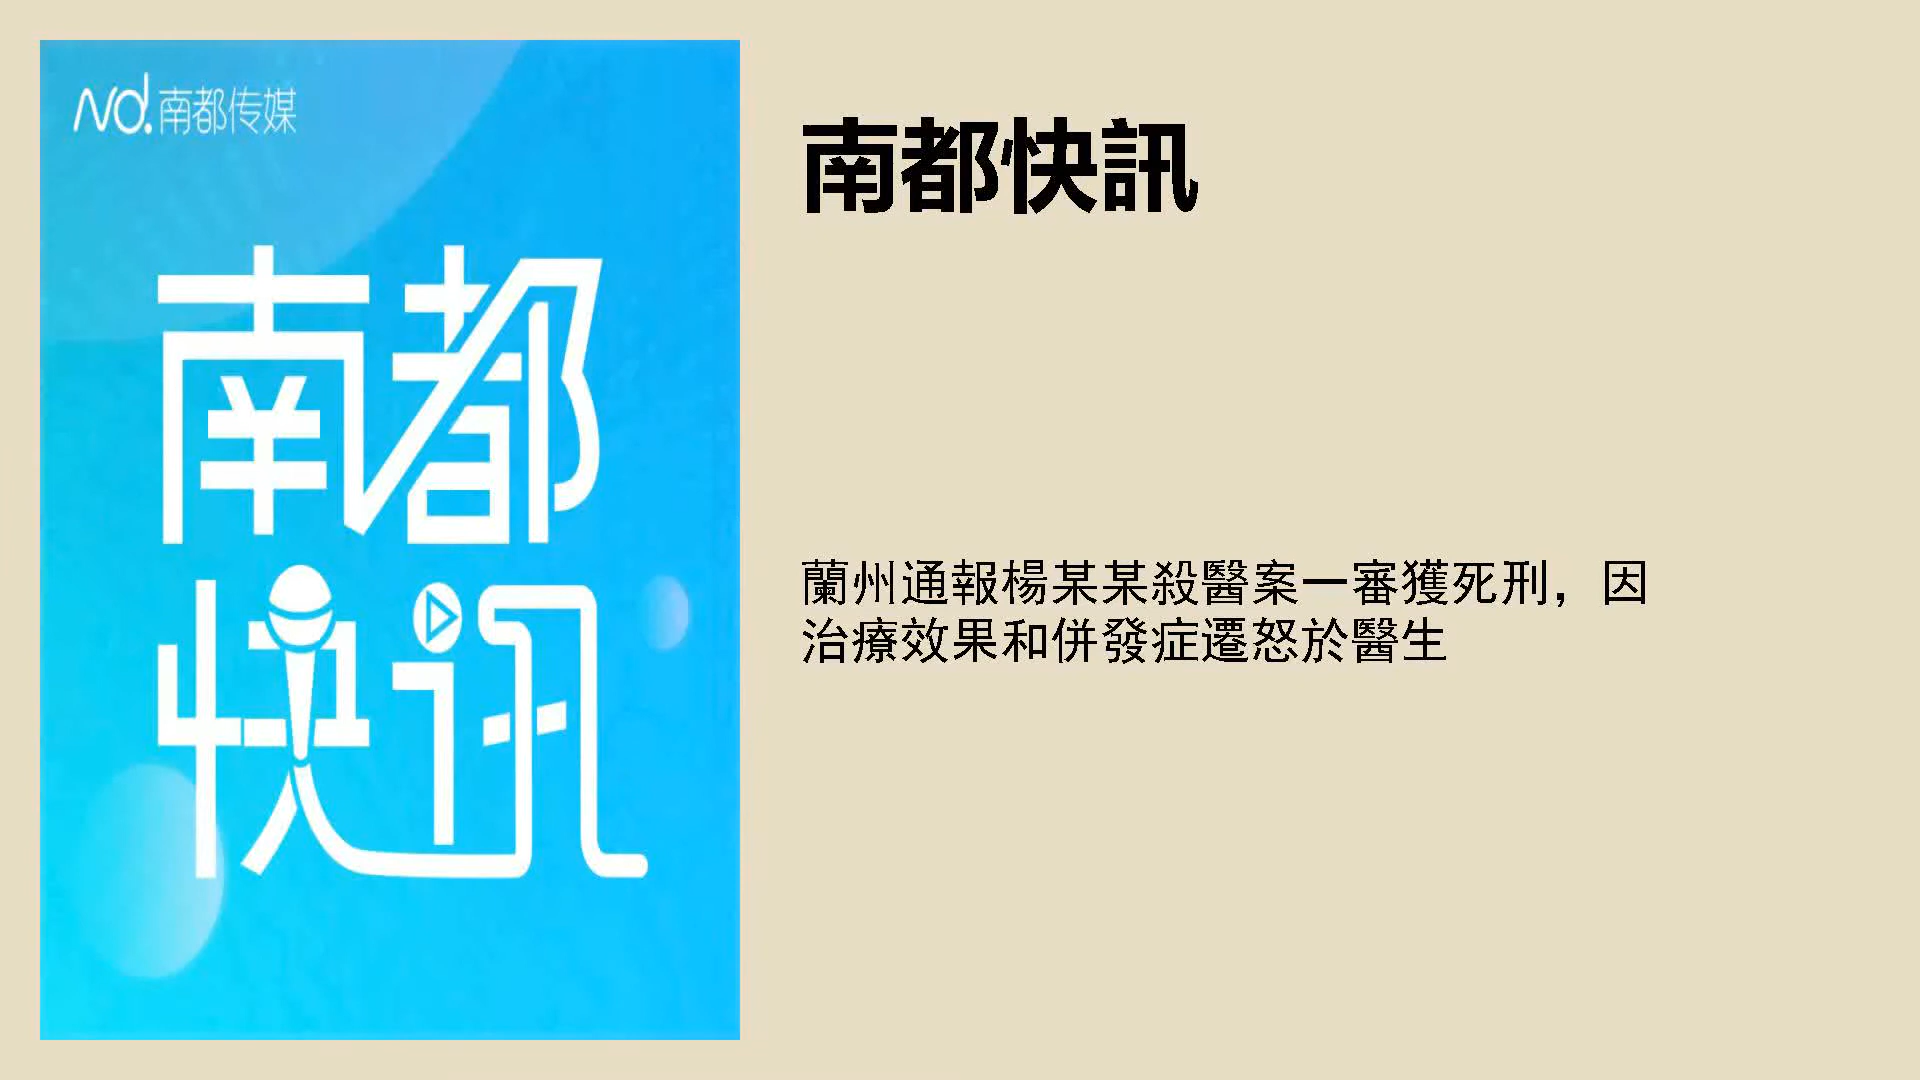 Nd.南都传媒
南都
快讯
南都快訊
蘭州通報楊某某殺醫案一審獲死刑，因
治療效果和併發症遷怒於醫生